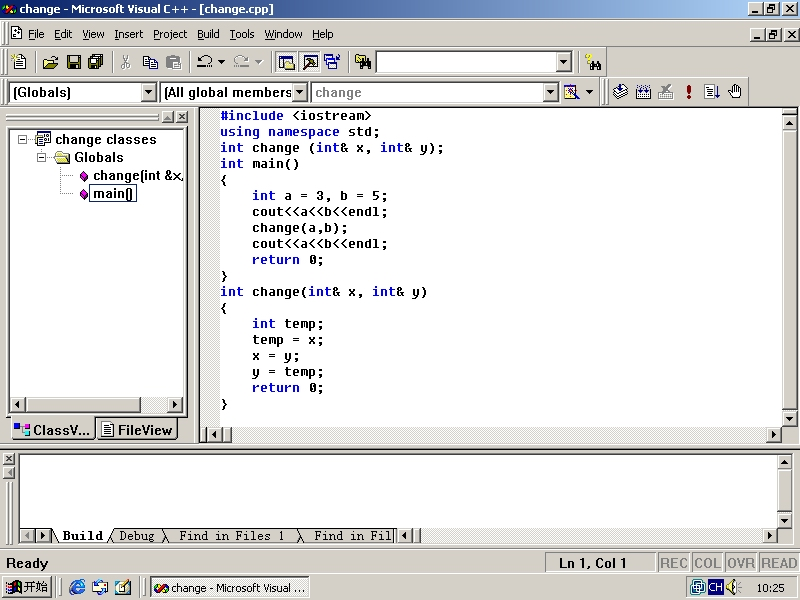 change - Microsoft Visual C++ - [change.cpp]
File Edit View Insert Project Build Tools Window Help
(Globals) (All global members change
change classes
Globals
change(int &x,
main()
#include <iostream>
using namespace std;
int change (int& x, int& y);
int main()
{
    int a = 3, b = 5;
    cout<<a<<b<<endl;
    change(a,b);
    cout<<a<<b<<endl;
    return 0;
}
int change(int& x, int& y)
{
    int temp;
    temp = x;
    x = y;
    y = temp;
    return 0;
}
ClassV... FileView
Build Debug Find in Files 1 Find in Fil
Ready Ln 1, Col 1 REC COL OVR READ
开始 change - Microsoft Visual ... CH 10:25